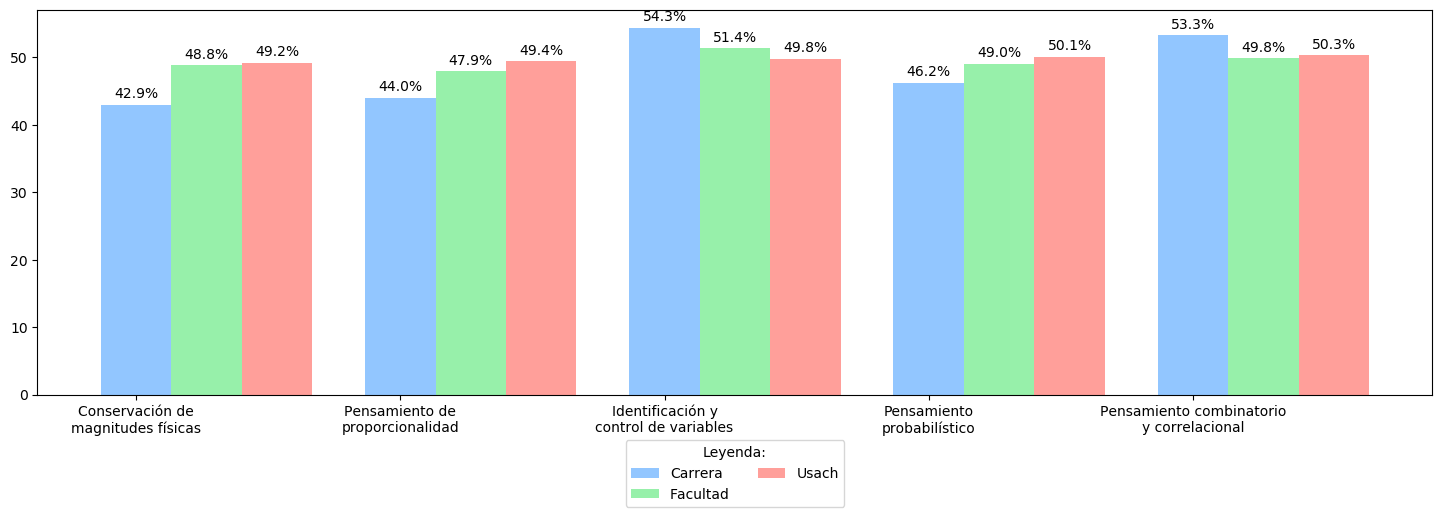 54.3%
53.3%
51.4%
50
48.8%
49.2%
47.9%
49.4%
49.8%
49.0%
50.1%
49.8%
50.3%
42.9%
44.0%
46.2%
40
30
20
10
0
Conservación de
magnitudes físicas
Pensamiento de
proporcionalidad
Identificación y
control de variables
Pensamiento
probabilístico
Pensamiento combinatorio
y correlacional
Leyenda:
Carrera
Facultad
Usach